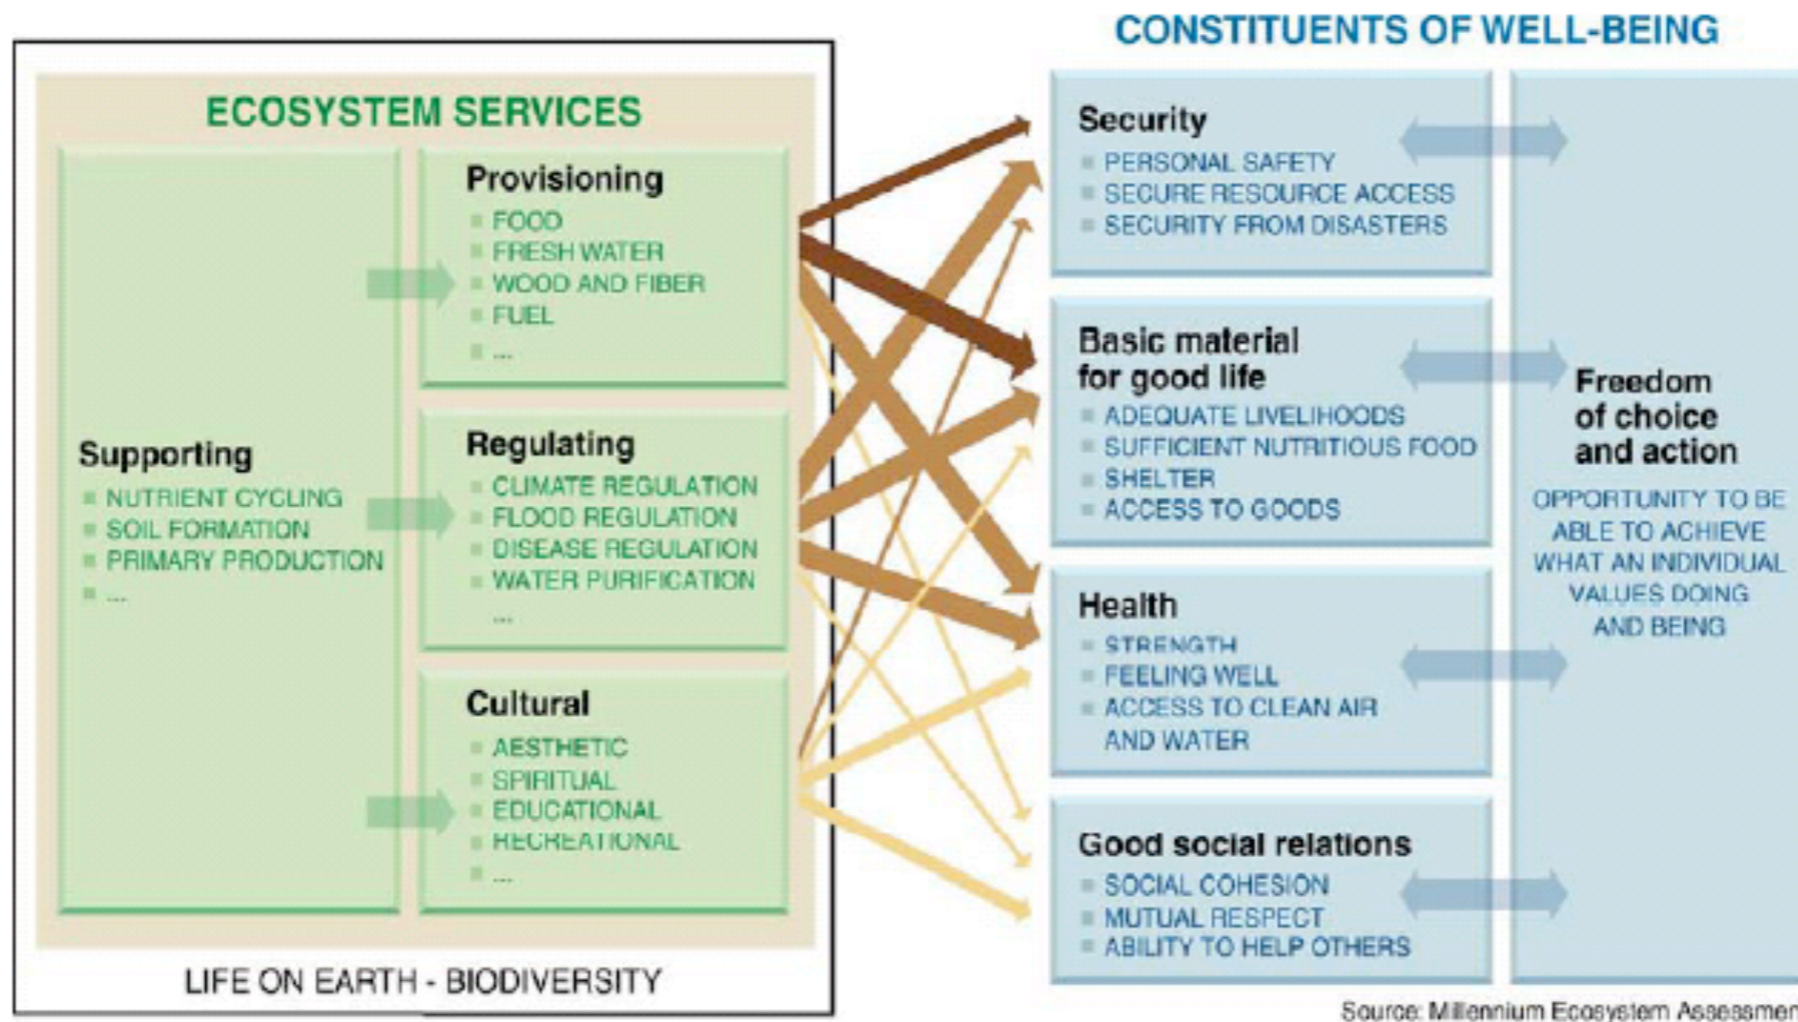 CONSTITUENTS OF WELL-BEING
ECOSYSTEM SERVICES
Supporting
NUTRIENT CYCLING
SOIL FORMATION
PRIMARY PRODUCTION
...
Provisioning
FOOD
FRESH WATER
WOOD AND FIBER
FUEL
...
Regulating
CLIMATE REGULATION
FLOOD REGULATION
DISEASE REGULATION
WATER PURIFICATION
...
Cultural
AESTHETIC
SPIRITUAL
EDUCATIONAL
RECREATIONAL
...
LIFE ON EARTH - BIODIVERSITY
Security
PERSONAL SAFETY
SECURE RESOURCE ACCESS
SECURITY FROM DISASTERS
Basic material
for good life
ADEQUATE LIVELIHOODS
SUFFICIENT NUTRITIOUS FOOD
SHELTER
ACCESS TO GOODS
Health
STRENGTH
FEELING WELL
ACCESS TO CLEAN AIR
AND WATER
Good social relations
SOCIAL COHESION
MUTUAL RESPECT
ABILITY TO HELP OTHERS
Freedom
of choice
and action
OPPORTUNITY TO BE
ABLE TO ACHIEVE
WHAT AN INDIVIDUAL
VALUES DOING
AND BEING
Source: Millennium Ecosystem Assessmen